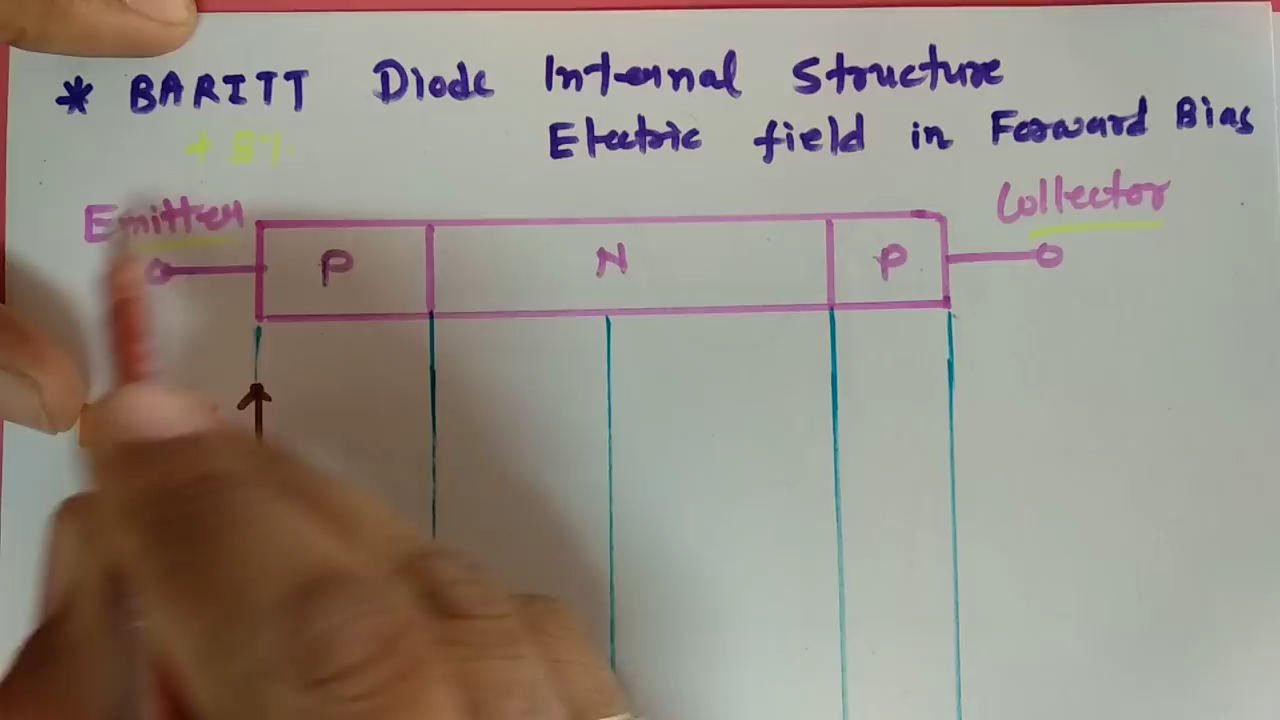 * BARITT Diode Internal Structure
Electric field in Forward Bias
Emitter
Collector
P
N
P